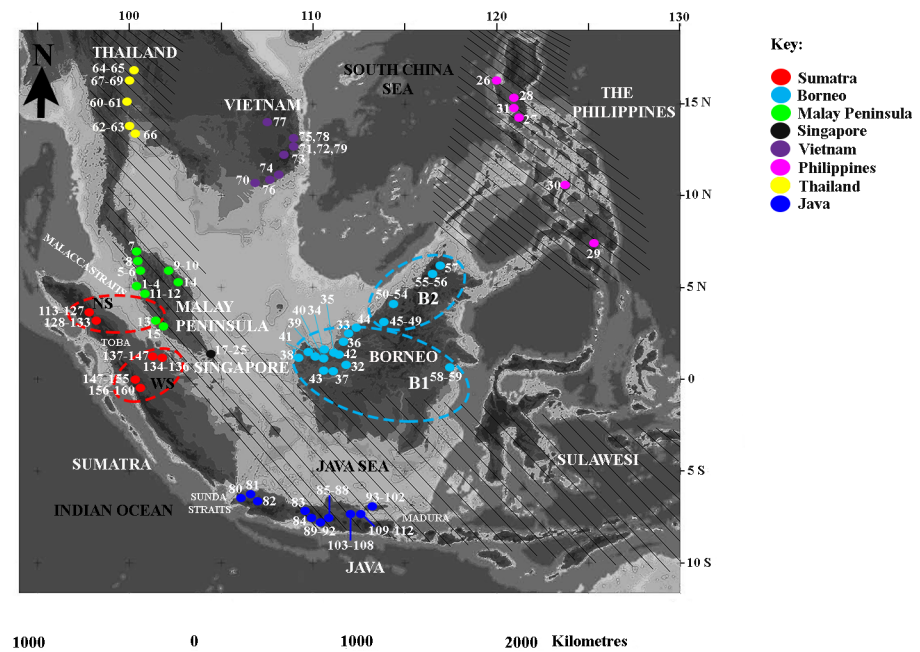 100 110 120 130
THAILAND
N
64-65
67-69
60-61
62-63
66
VIETNAM
77
75,78
71,72,79
73
74
70
76
SOUTH CHINA
SEA
26
28
31
27
THE
PHILIPPINES
15 N
30
10 N
29
Key:
Sumatra
Borneo
Malay Peninsula
Singapore
Vietnam
Philippines
Thailand
Java
7
8
5-6
9-10
14
1-4
11-12
MALACCA STRAITS
MALAY
PENINSULA
13
15
NS
113-127
128-133
TOBA
137-147
134-136
17-25
SINGAPORE
147-155
WS
156-160
57
55-56
50-54
B2
5 N
35
40 34
39
33
44
45-49
41
36
38
42
BORNEO
32
43
37
B1
58-59
0
SUMATRA
JAVA SEA
SULAWESI
5 S
INDIAN OCEAN
SUNDA
STRAITS
80
81
82
83
84
85-88
89-92
93-102
MADURA
109-112
103-108
JAVA
10 S
1000 0 1000 2000 Kilometres